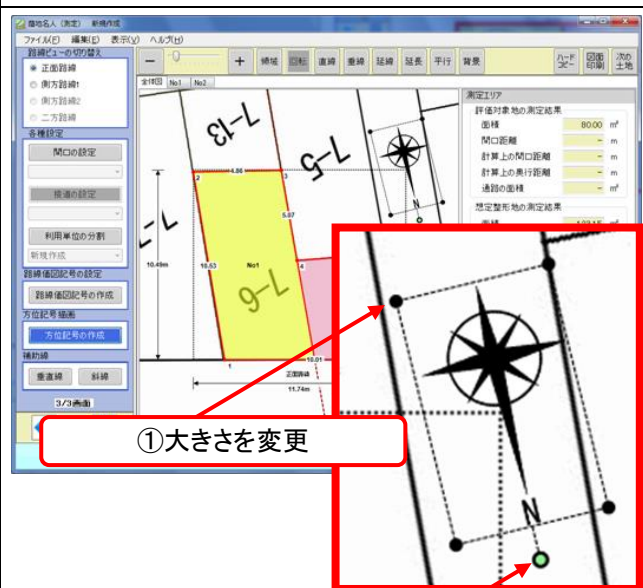 蔭地名人（測定） 新規作成
ファイル(F) 編集(E) 表示(V) ヘルプ(H)
路線ビューの切り替え
正面路線
側方路線1
側方路線2
二方路線
各種設定
間口の設定
接道の設定
利用単位の分割
新規作成
路線価図記号の設定
路線価図記号の作成
方位記号描画
方位記号の作成
補助線
垂直線 斜線
3/3画面
－ ＋ 領域 回転 直線 垂線 延線 延長 平行 背景 ハードコピー 図面印刷 次の土地
全体図 No1 No2
7-13
7-5
7-7
7-6
4.86
2
3
5.07
10.49m
10.53
No1
4
1
10.01
正面路線
11.74m
N
測定エリア
評価対象地の測定結果
面積 80.00 ㎡
間口距離 － m
計算上の間口距離 － m
計算上の奥行距離 － m
通路の面積 － ㎡
想定整形地の測定結果
N
①大きさを変更